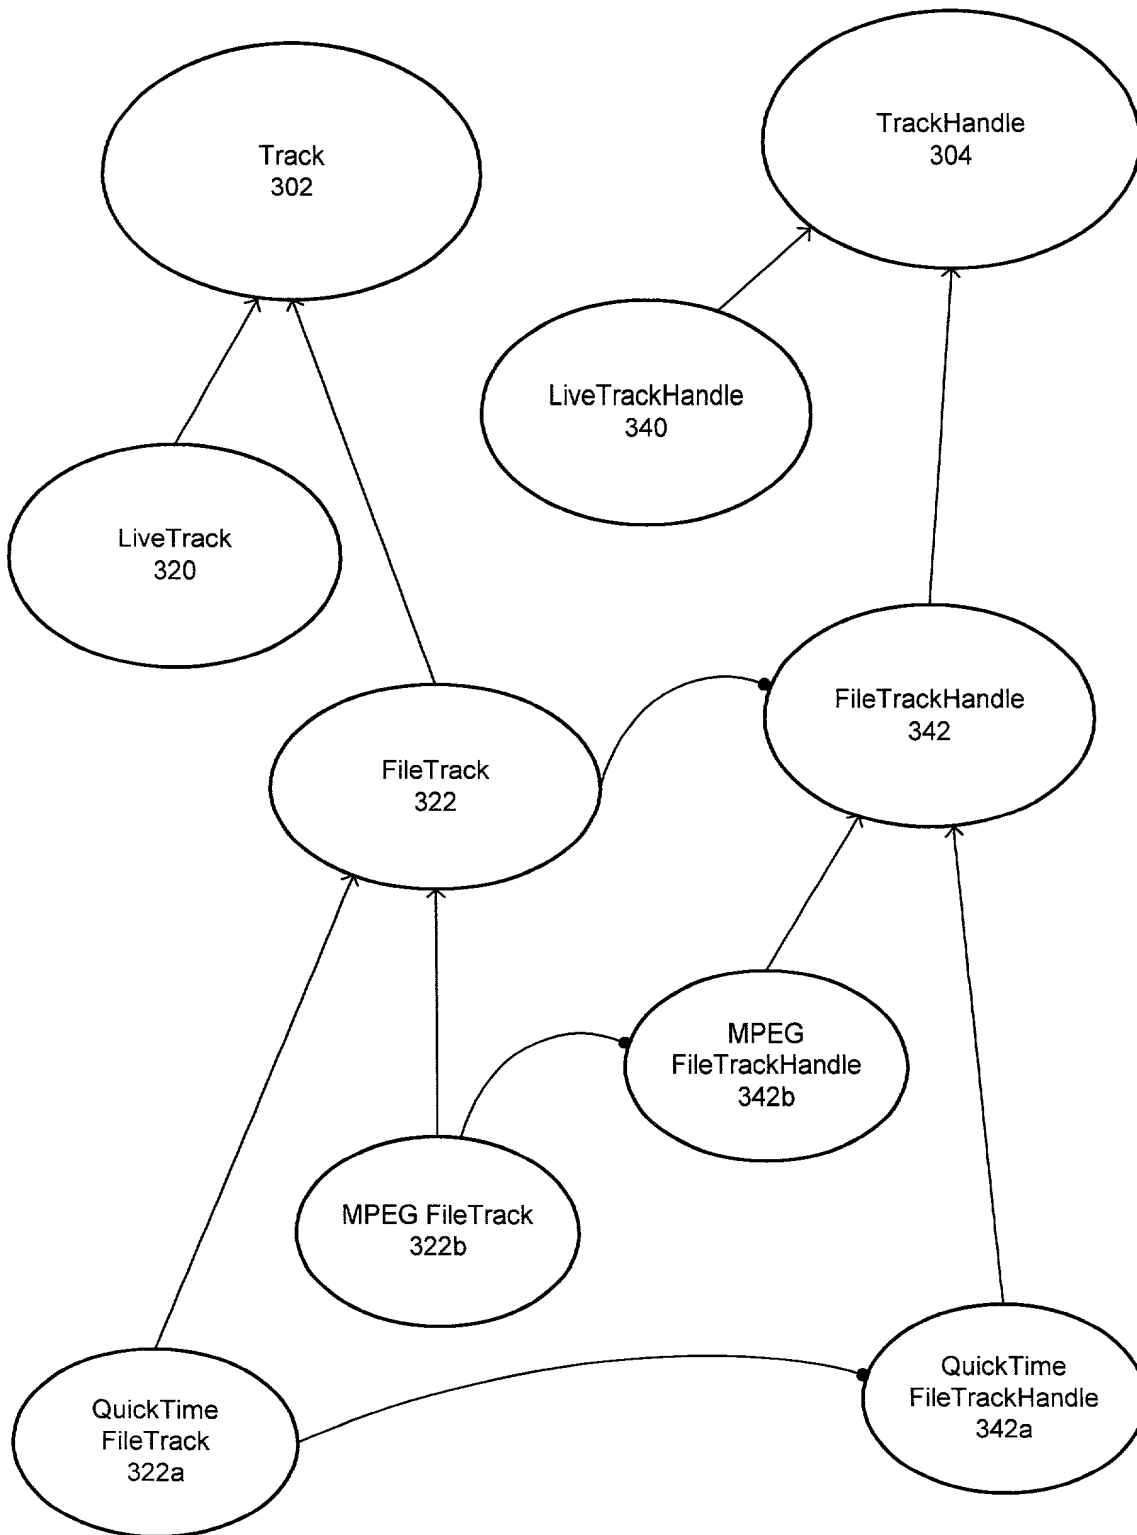 Track
302
TrackHandle
304
LiveTrackHandle
340
LiveTrack
320
FileTrackHandle
342
FileTrack
322
MPEG
FileTrackHandle
342b
MPEG FileTrack
322b
QuickTime
FileTrackHandle
342a
QuickTime
FileTrack
322a